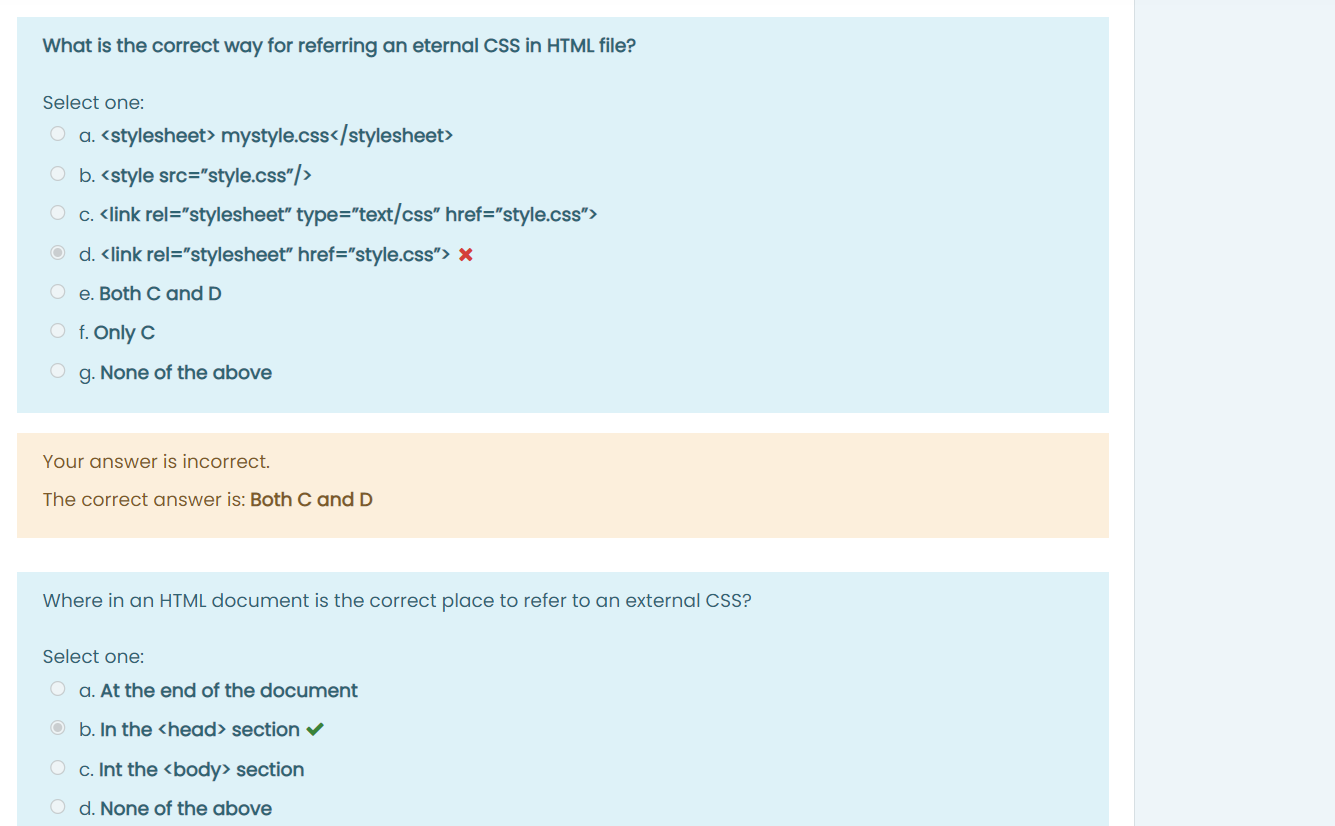 What is the correct way for referring an eternal CSS in HTML file?
Select one:
a. <stylesheet> mystyle.css</stylesheet>
b. <style src=”style.css”/>
c. <link rel=”stylesheet” type=”text/css” href=”style.css”>
d. <link rel=”stylesheet” href=”style.css”>
e. Both C and D
f. Only C
g. None of the above
Your answer is incorrect.
The correct answer is: Both C and D
Where in an HTML document is the correct place to refer to an external CSS?
Select one:
a. At the end of the document
b. In the <head> section
c. Int the <body> section
d. None of the above